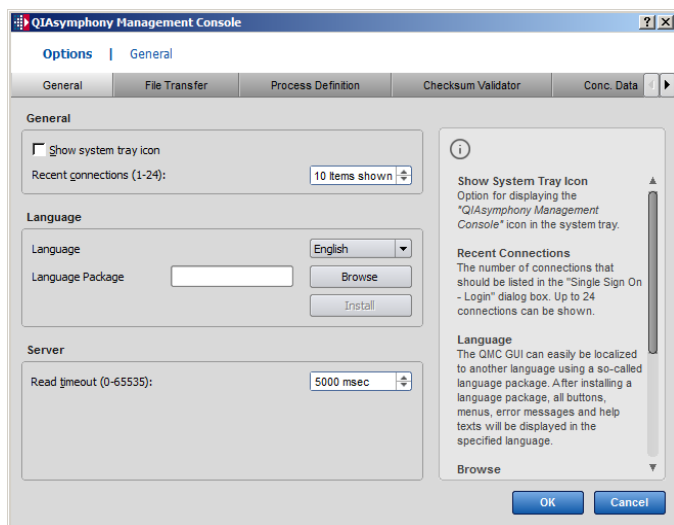 QIAsymphony Management Console
Options | General
General File Transfer Process Definition Checksum Validator Conc. Data
General
Show system tray icon
Recent connections (1-24): 10 Items shown
Language
Language English
Language Package Browse
Install
Server
Read timeout (0-65535): 5000 msec
Show System Tray Icon
Option for displaying the
"QIAsymphony Management
Console" icon in the system tray.
Recent Connections
The number of connections that
should be listed in the "Single Sign On
- Login" dialog box. Up to 24
connections can be shown.
Language
The QMC GUI can easily be localized
to another language using a so-called
language package. After installing a
language package, all buttons,
menus, error messages and help
texts will be displayed in the
specified language.
Browse
OK Cancel